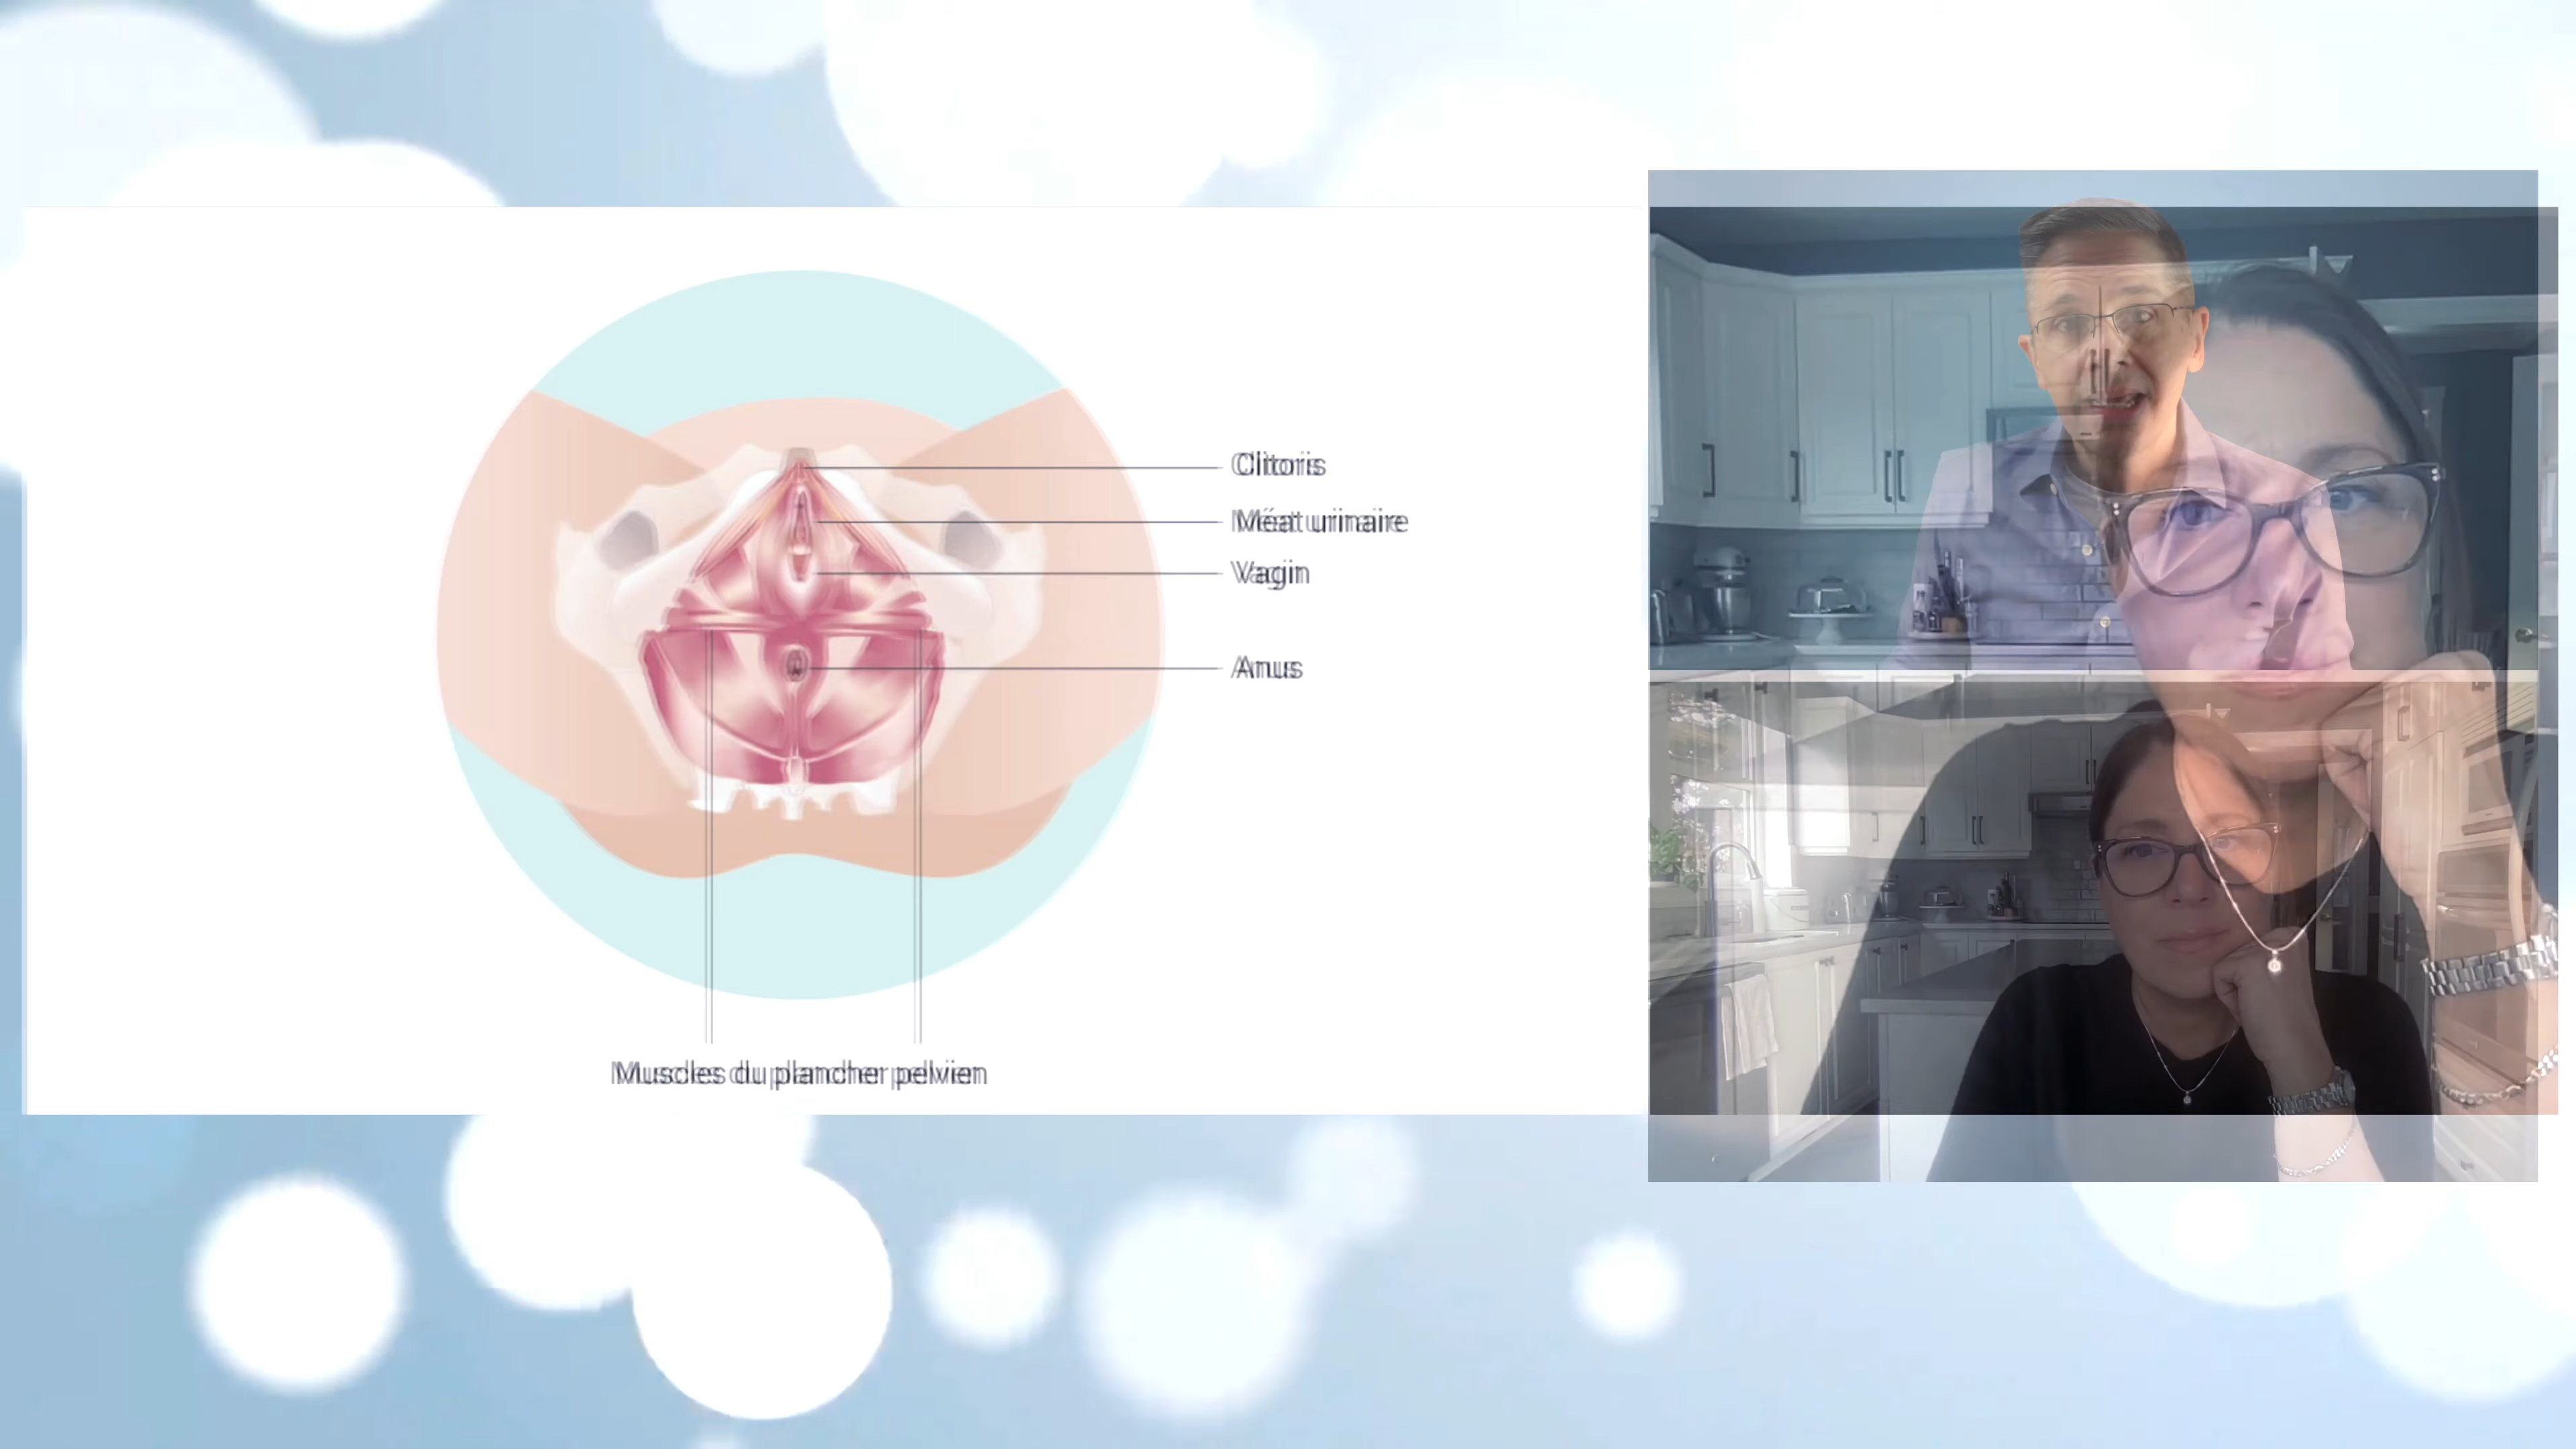 Clitoris
Méat urinaire
Vagin
Anus
Muscles du plancher pelvien